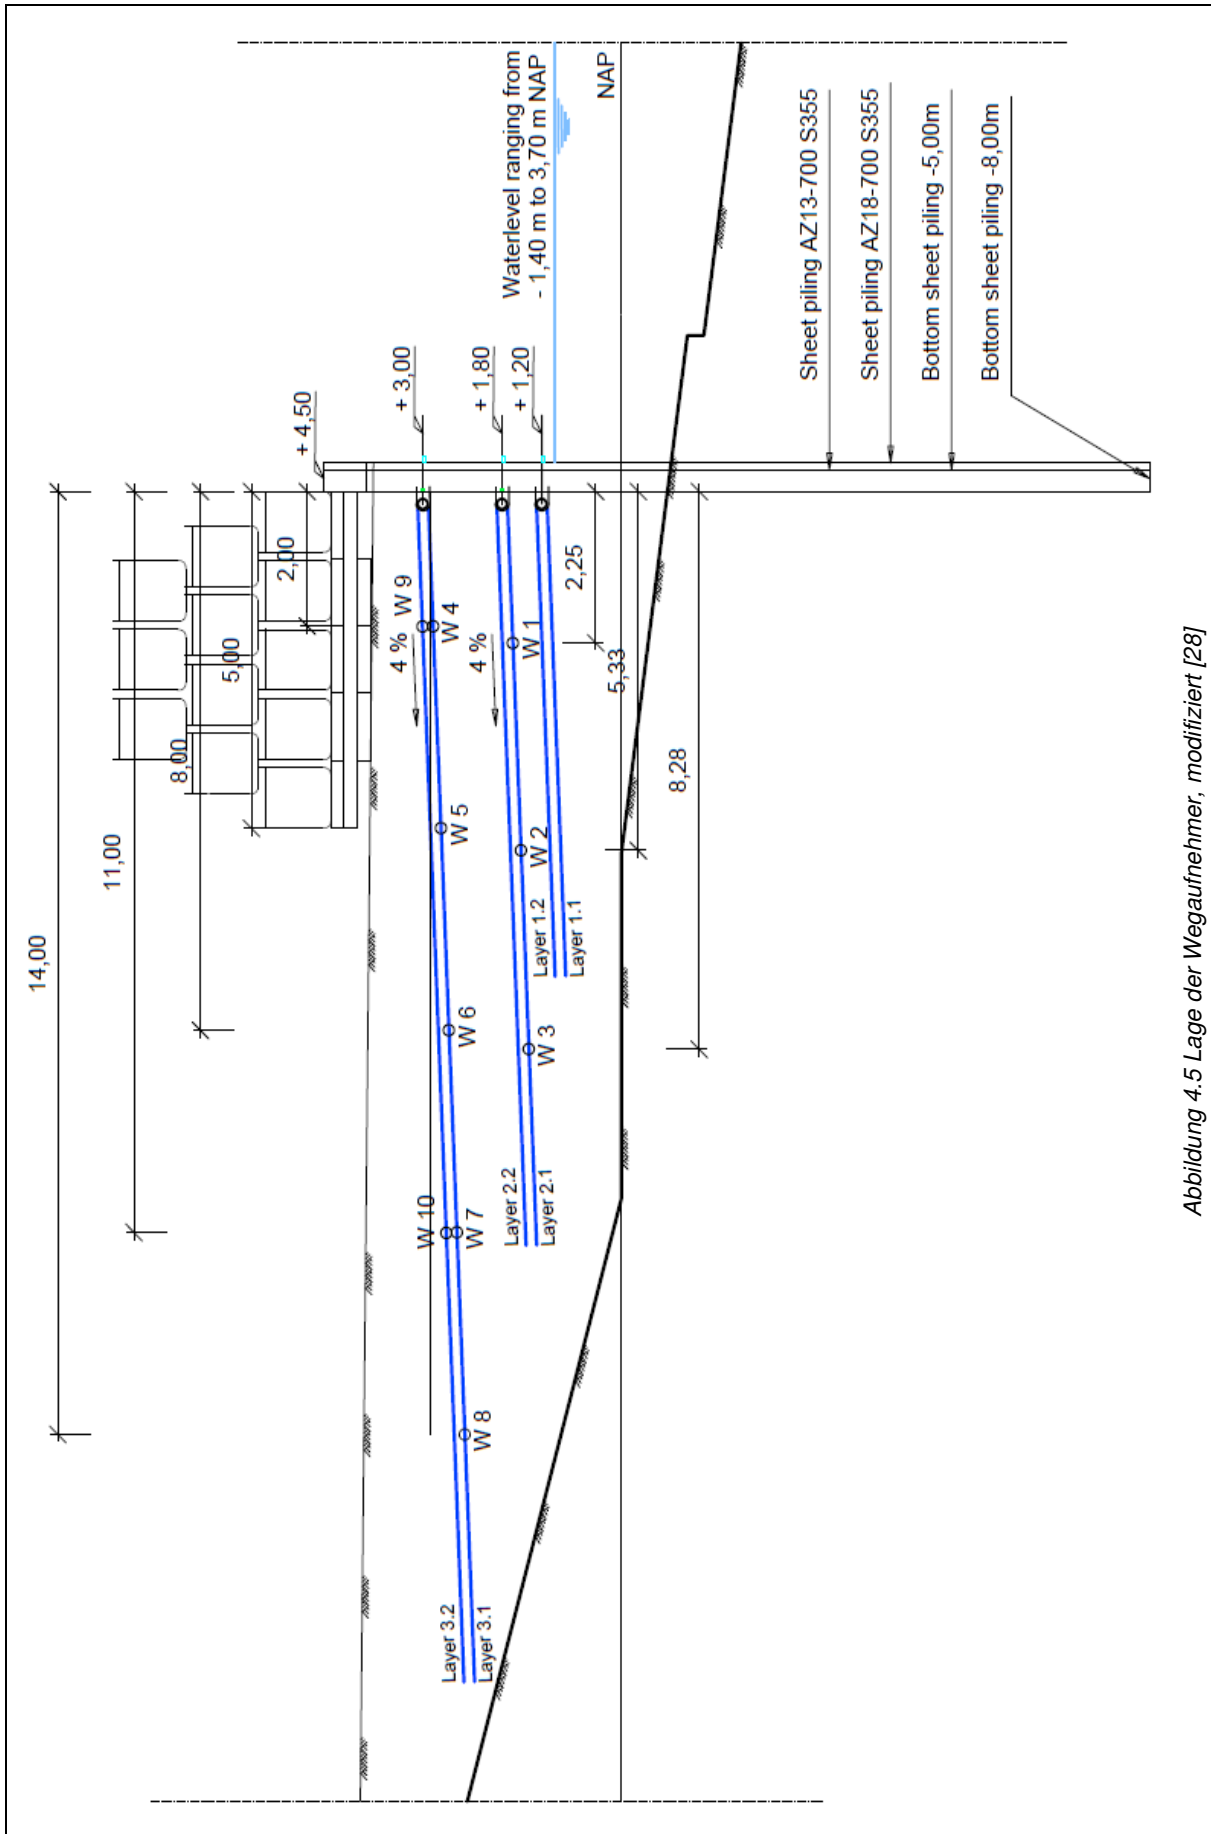 14,00
11,00
8,00
5,00
2,00
+ 4,50
+ 3,00
+ 1,80
+ 1,20
Waterlevel ranging from
- 1,40 m to 3,70 m NAP
NAP
W 9
W 4
4 %
4 %
W 1
2,25
5,33
8,28
W 5
W 2
Layer 1.2
Layer 1.1
W 6
W 3
W 10
W 7
Layer 2.2
Layer 2.1
W 8
Layer 3.2
Layer 3.1
Sheet piling AZ13-700 S355
Sheet piling AZ18-700 S355
Bottom sheet piling -5,00m
Bottom sheet piling -8,00m
Abbildung 4.5 Lage der Wegaufnehmer, modifiziert [28]